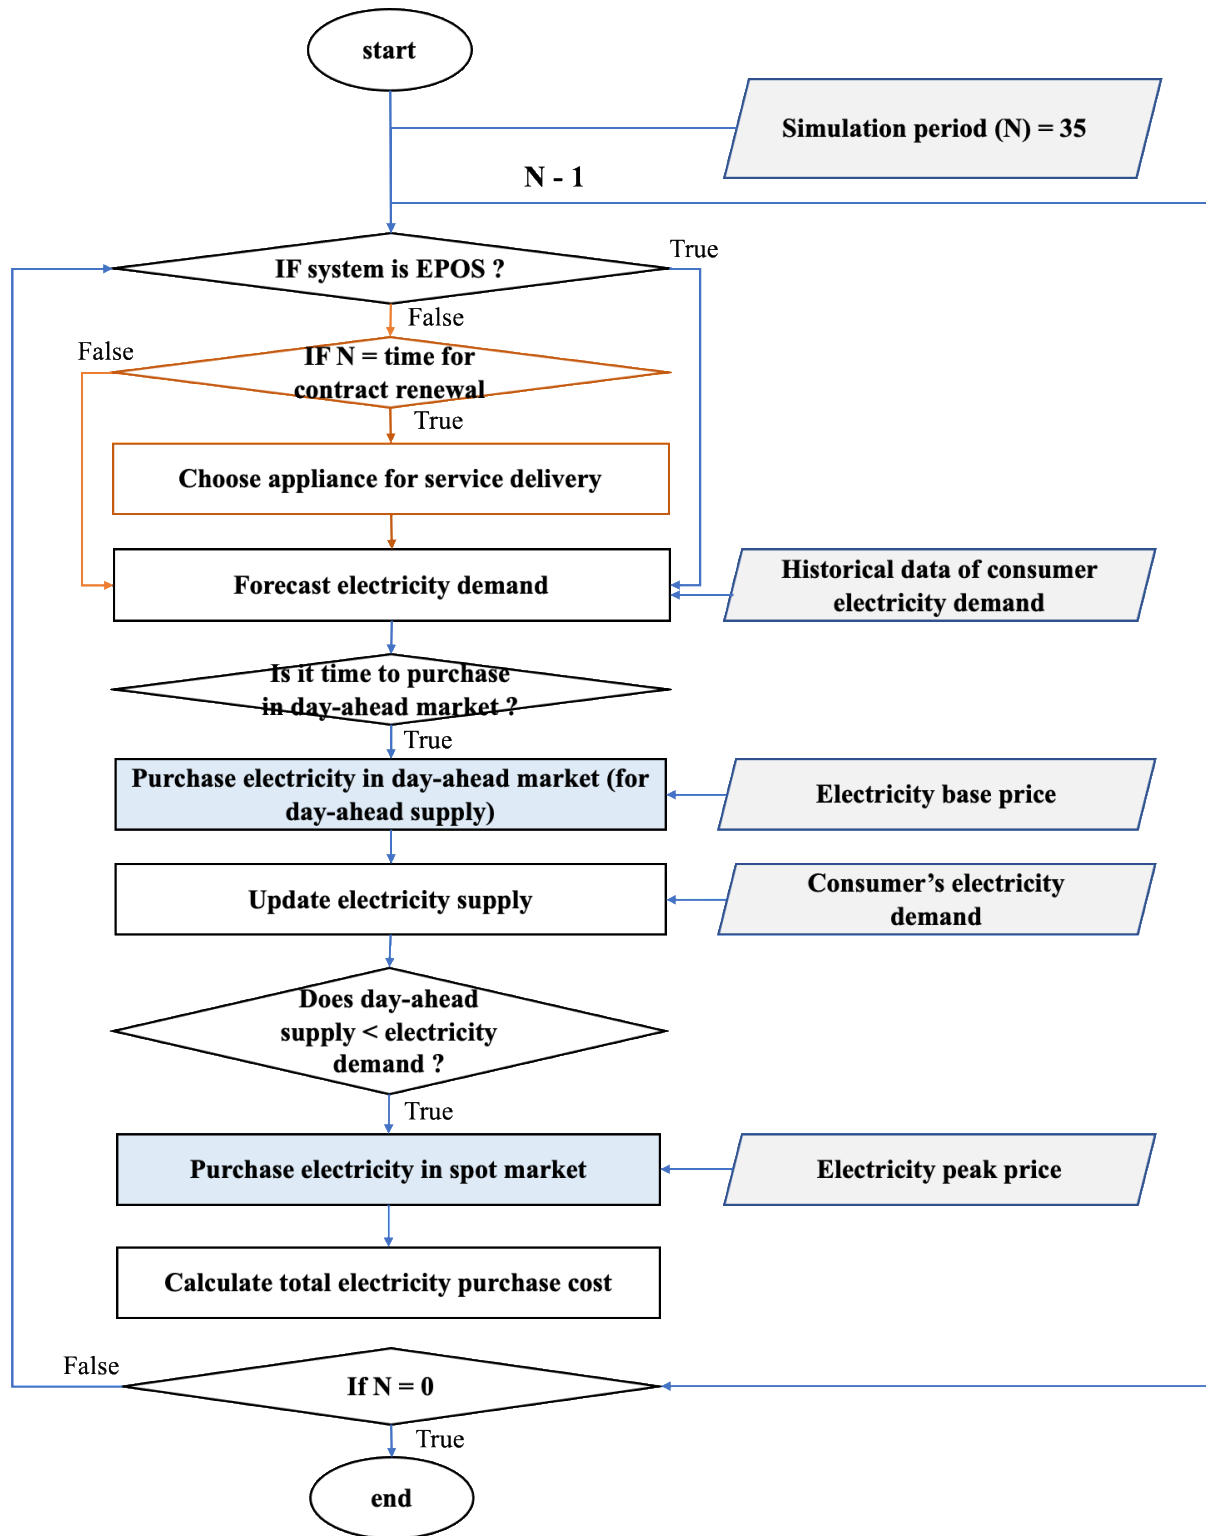 start
Simulation period (N) = 35
N - 1
IF system is EPOS ?
True
False
IF N = time for
contract renewal
False
True
Choose appliance for service delivery
Forecast electricity demand
Historical data of consumer
electricity demand
Is it time to purchase
in day-ahead market ?
True
Purchase electricity in day-ahead market (for
day-ahead supply)
Electricity base price
Update electricity supply
Consumer’s electricity
demand
Does day-ahead
supply < electricity
demand ?
True
Purchase electricity in spot market
Electricity peak price
Calculate total electricity purchase cost
False
If N = 0
True
end